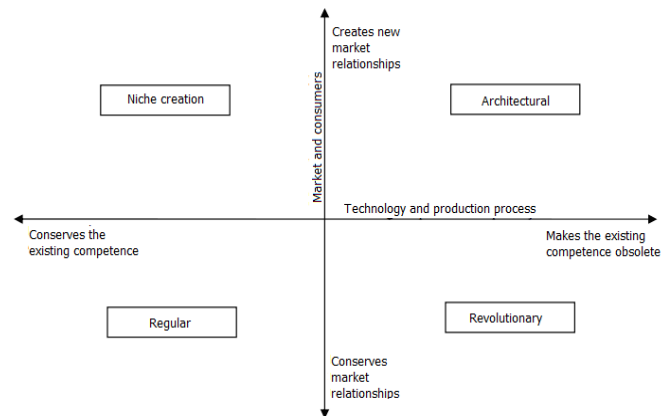 Creates new
market
relationships
Niche creation
Architectural
Market and consumers
Technology and production process
Conserves the
existing competence
Makes the existing
competence obsolete
Regular
Revolutionary
Conserves
market
relationships